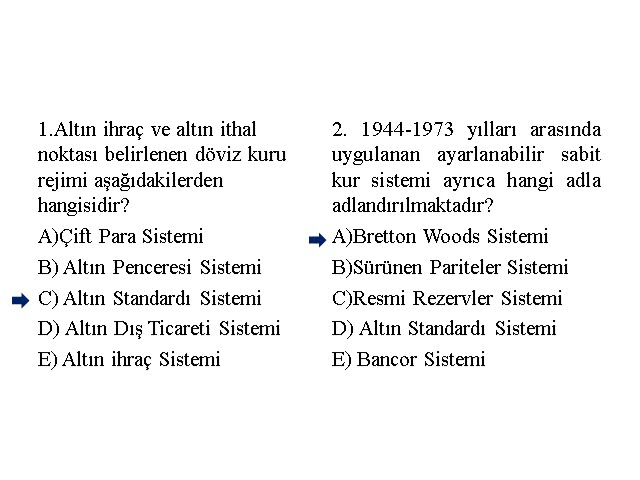 1.Altın ihraç ve altın ithal
noktası belirlenen döviz kuru
rejimi aşağıdakilerden
hangisidir?
A)Çift Para Sistemi
B) Altın Penceresi Sistemi
C) Altın Standardı Sistemi
D) Altın Dış Ticareti Sistemi
E) Altın ihraç Sistemi
2. 1944-1973 yılları arasında
uygulanan ayarlanabilir sabit
kur sistemi ayrıca hangi adla
adlandırılmaktadır?
A)Bretton Woods Sistemi
B)Sürünen Pariteler Sistemi
C)Resmi Rezervler Sistemi
D) Altın Standardı Sistemi
E) Bancor Sistemi